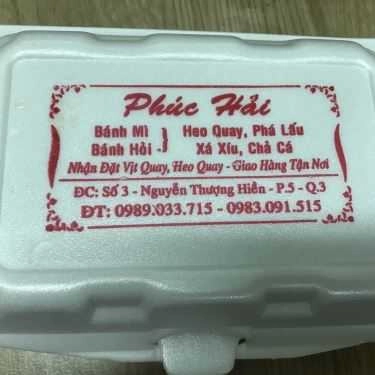 Phúc Hải
Bánh Mì } Heo Quay, Phá Lấu
Bánh Hỏi } Xá Xíu, Chả Cá
Nhận Đặt Vịt Quay, Heo Quay - Giao Hàng Tận Nơi
ĐC: Số 3 - Nguyễn Thượng Hiền - P.5 - Q.3
ĐT: 0989.033.715 - 0983.091.515